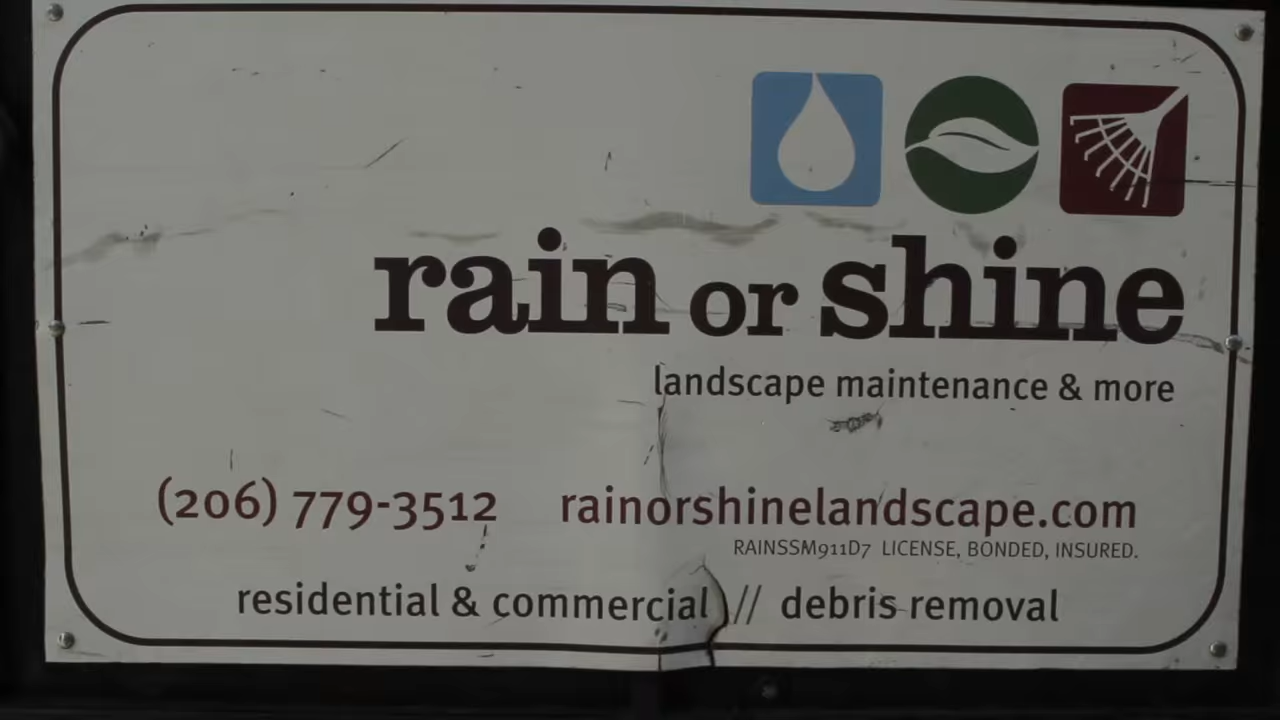 rain or shine
landscape maintenance & more
(206) 779-3512 rainorshinelandscape.com
RAINSSM911D7 LICENSE, BONDED, INSURED.
residential & commercial // debris removal